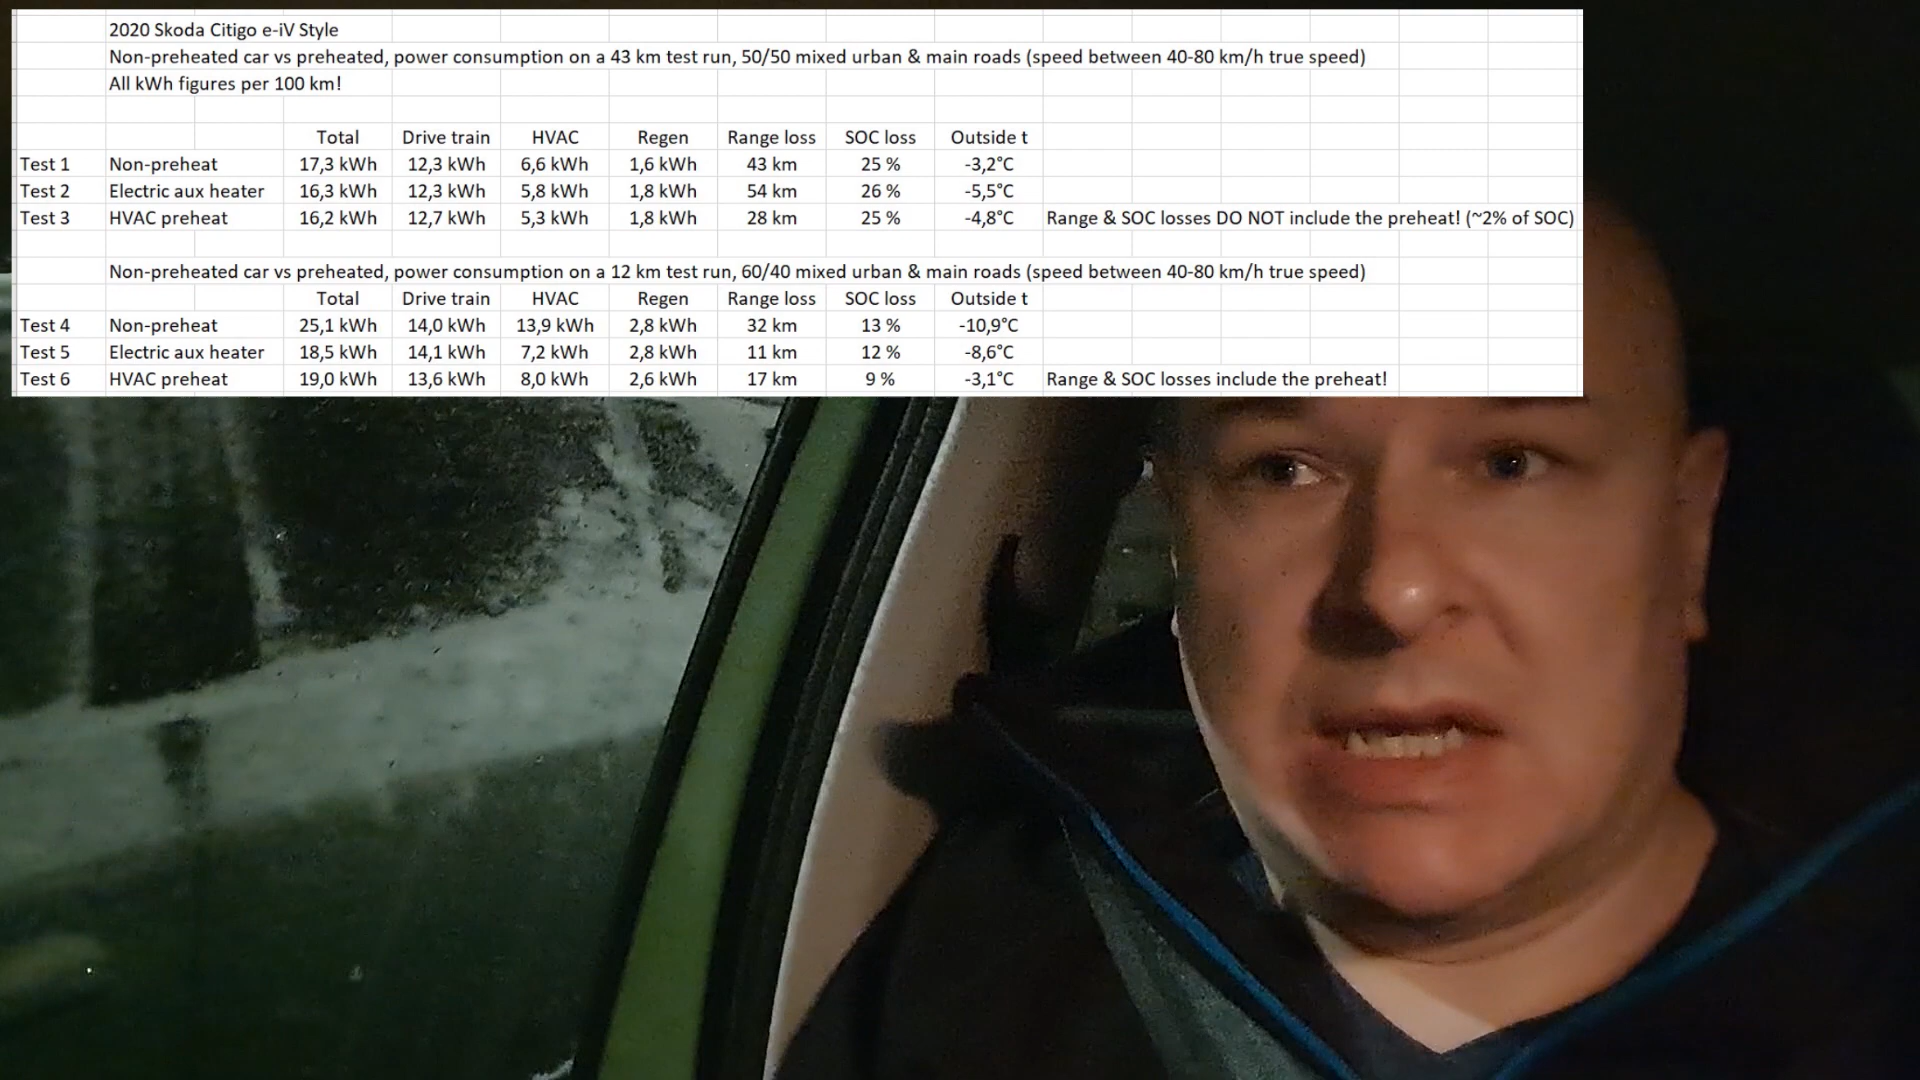 2020 Skoda Citigo e-iV Style
Non-preheated car vs preheated, power consumption on a 43 km test run, 50/50 mixed urban & main roads (speed between 40-80 km/h true speed)
All kWh figures per 100 km!
Total Drive train HVAC Regen Range loss SOC loss Outside t
Test 1 Non-preheat 17,3 kWh 12,3 kWh 6,6 kWh 1,6 kWh 43 km 25 % -3,2°C
Test 2 Electric aux heater 16,3 kWh 12,3 kWh 5,8 kWh 1,8 kWh 54 km 26 % -5,5°C
Test 3 HVAC preheat 16,2 kWh 12,7 kWh 5,3 kWh 1,8 kWh 28 km 25 % -4,8°C Range & SOC losses DO NOT include the preheat! (~2% of SOC)
Non-preheated car vs preheated, power consumption on a 12 km test run, 60/40 mixed urban & main roads (speed between 40-80 km/h true speed)
Total Drive train HVAC Regen Range loss SOC loss Outside t
Test 4 Non-preheat 25,1 kWh 14,0 kWh 13,9 kWh 2,8 kWh 32 km 13 % -10,9°C
Test 5 Electric aux heater 18,5 kWh 14,1 kWh 7,2 kWh 2,8 kWh 11 km 12 % -8,6°C
Test 6 HVAC preheat 19,0 kWh 13,6 kWh 8,0 kWh 2,6 kWh 17 km 9 % -3,1°C Range & SOC losses include the preheat!